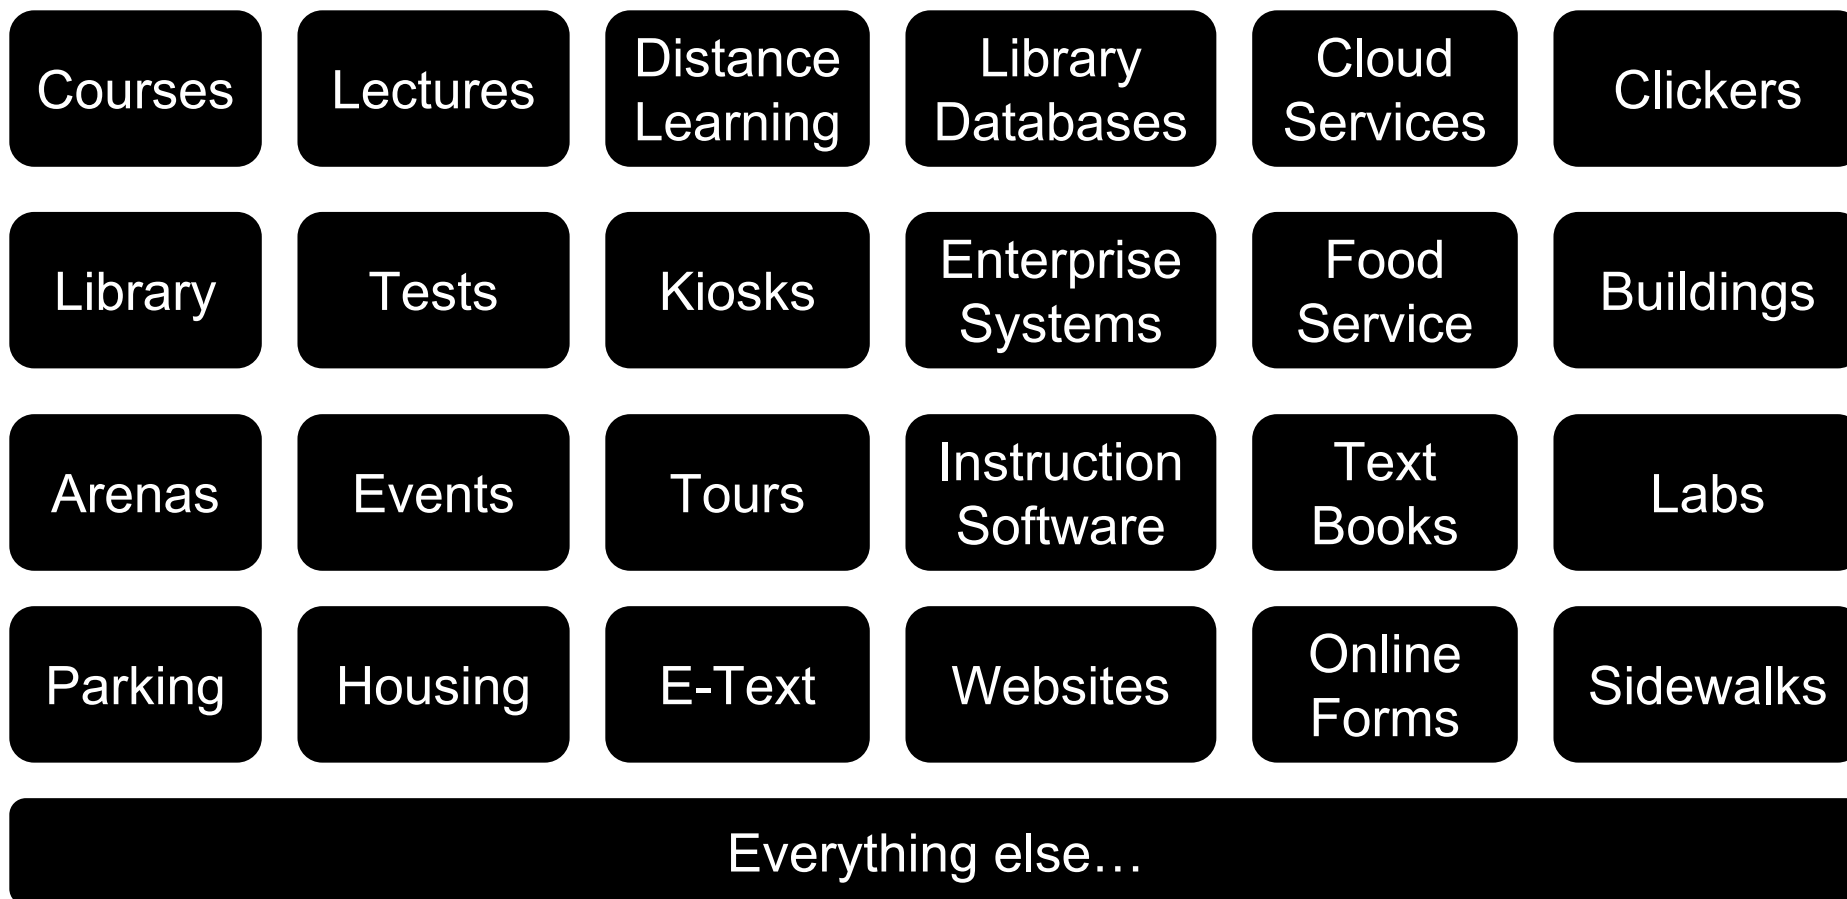 Courses
Lectures
Distance
Learning
Library
Databases
Cloud
Services
Clickers
Library
Tests
Kiosks
Enterprise
Systems
Food
Service
Buildings
Arenas
Events
Tours
Instruction
Software
Text
Books
Labs
Parking
Housing
E-Text
Websites
Online
Forms
Sidewalks
Everything else…